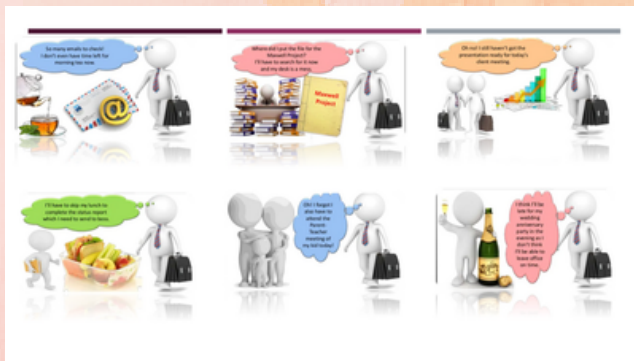 So many emails to check!
I don't even have time left for
morning tea now.
Where did I put the file for the
Maxwell Project?
I'll have to search for it now
and my desk is a mess.
Maxwell
Project
Oh no! I still haven't got the
presentation ready for today's
client meeting.
I'll have to skip my lunch to
complete the status report
which I need to send to boss.
Oh! I forgot I
also have to
attend the
Parent
Teacher
meeting of
my kid today!
I think I'll be
late for my
wedding
anniversary
party in the
evening as I
don't think
I'll be able to
leave office
on time.